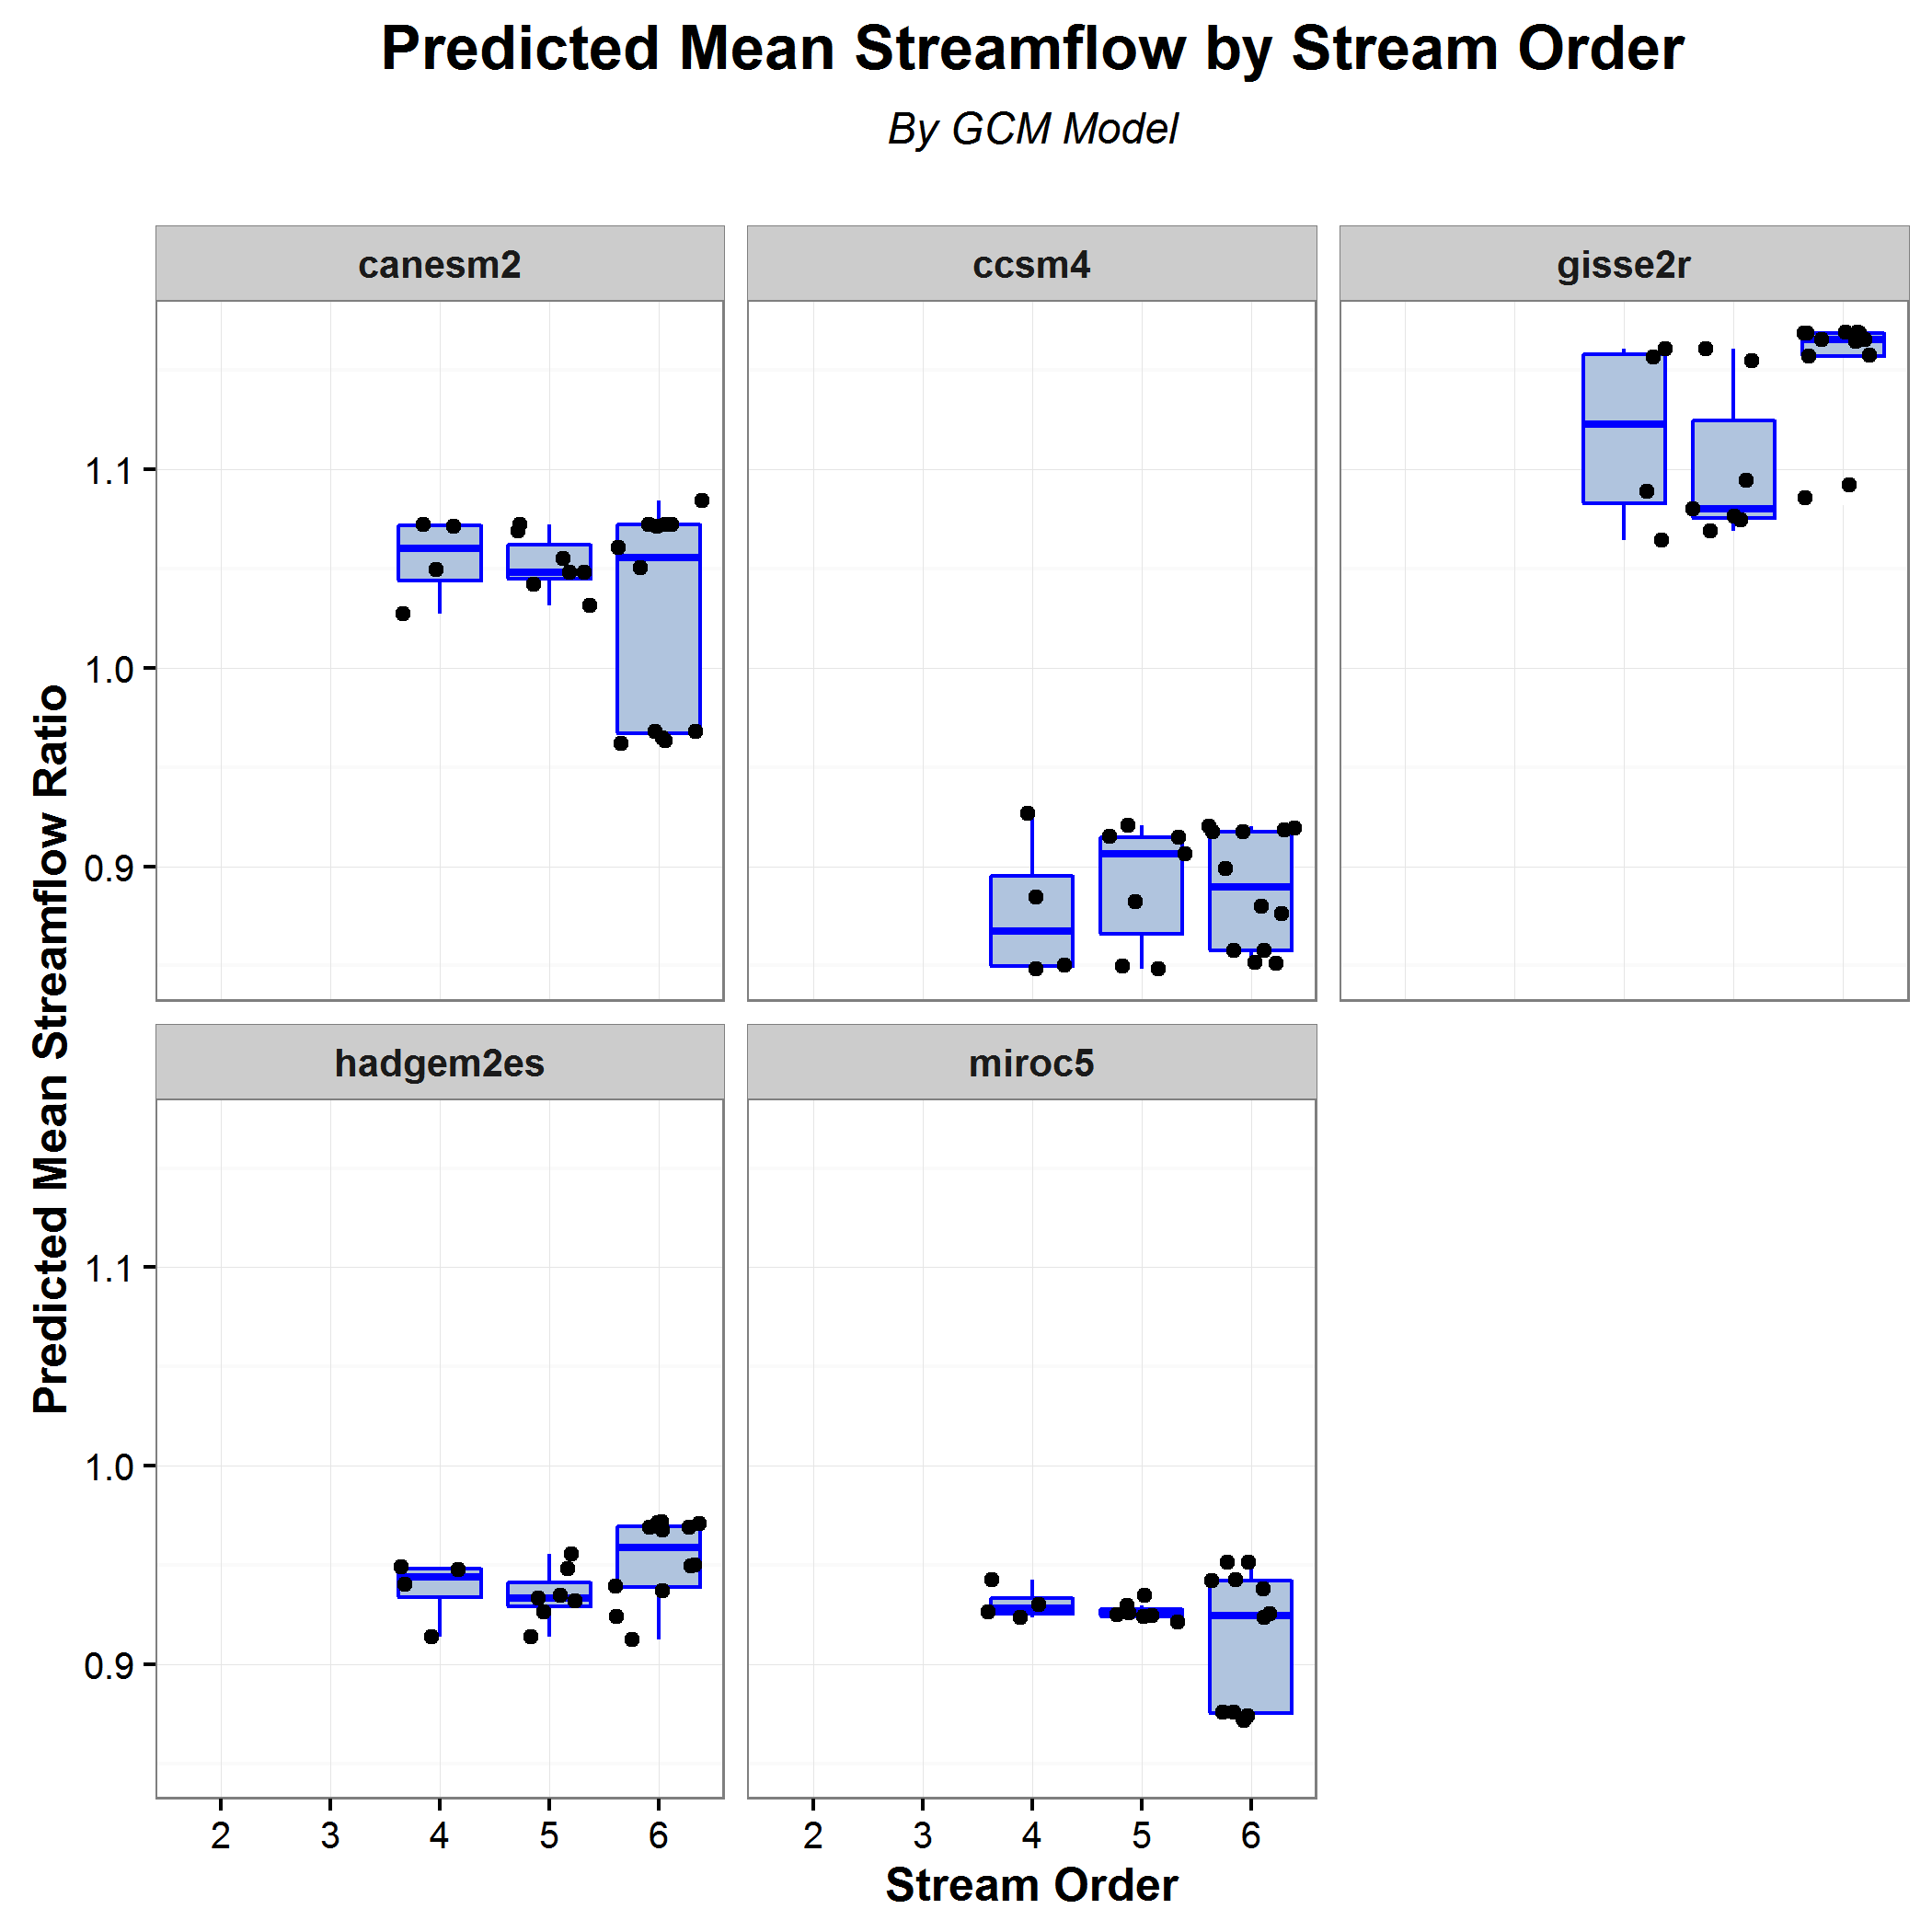 Predicted Mean Streamflow by Stream Order
By GCM Model
canesm2
ccsm4
gisse2r
1.1
1.0
0.9
Predicted Mean Streamflow Ratio
hadgem2es
miroc5
1.1
1.0
0.9
2 3 4 5 6
2 3 4 5 6
Stream Order